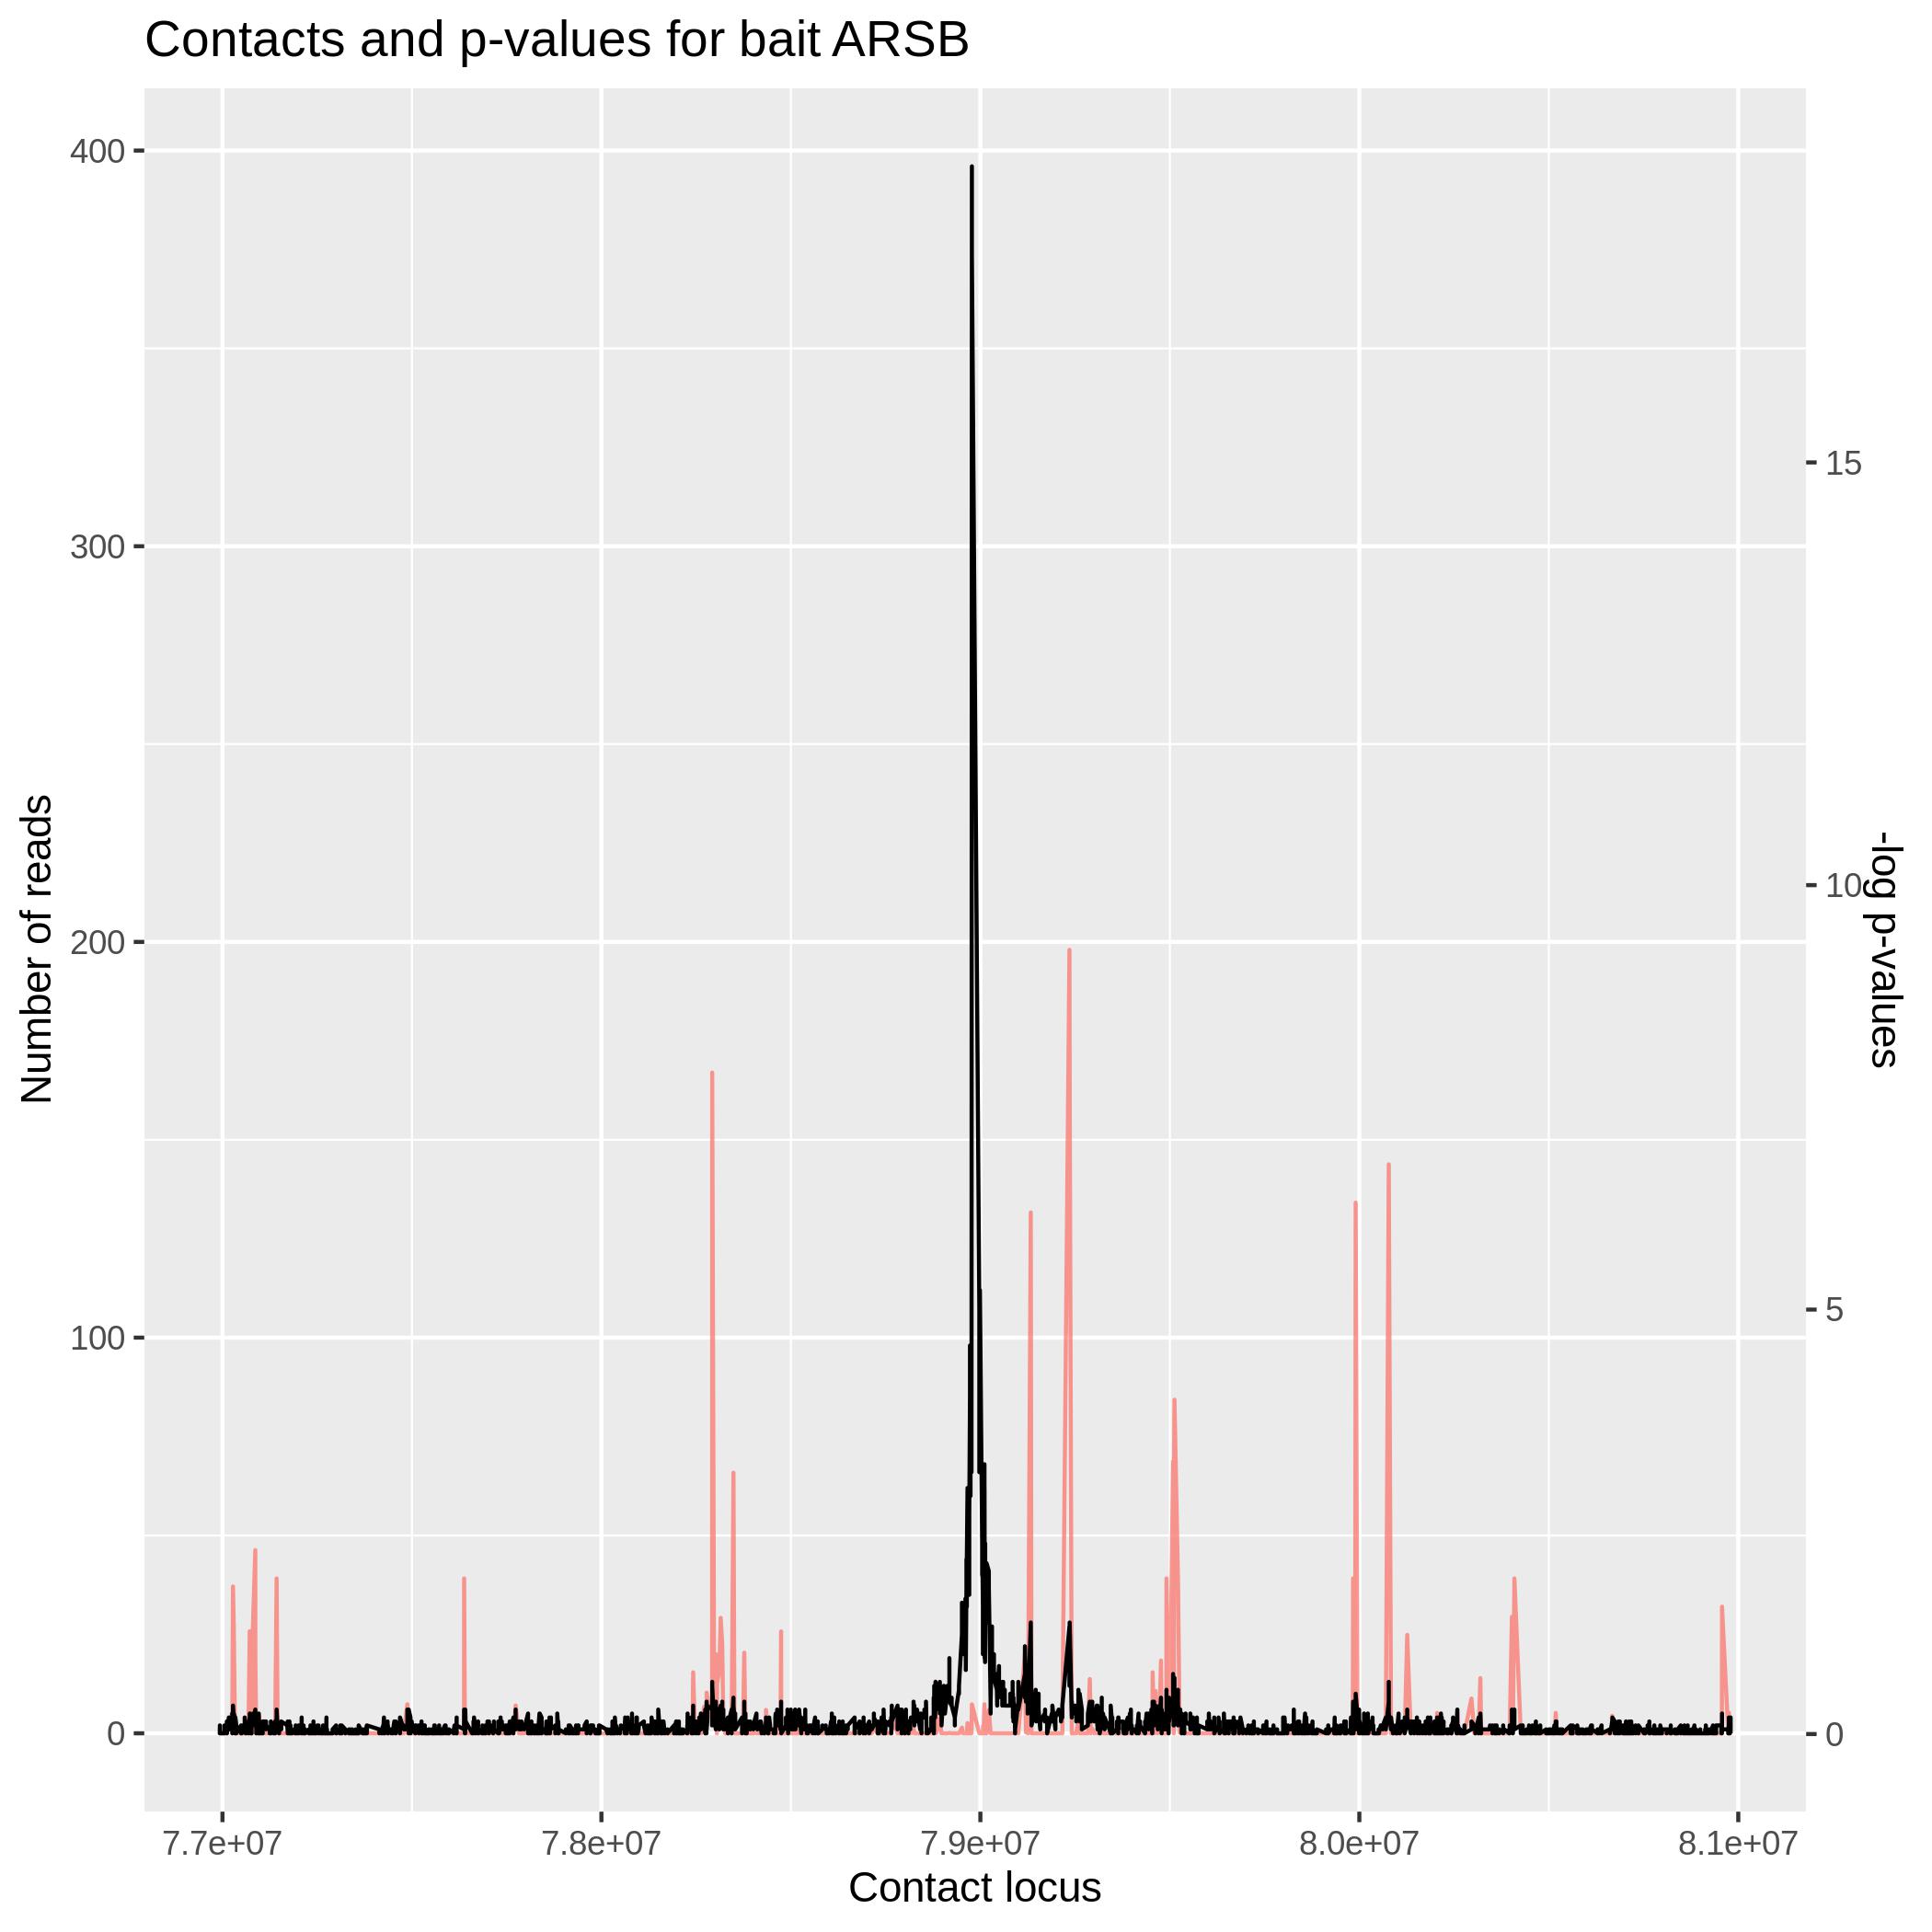 Contacts and p-values for bait ARSB
Number of reads
400
300
200
100
0
15
10
5
0
-log p-values
7.7e+07 7.8e+07 7.9e+07 8.0e+07 8.1e+07
Contact locus